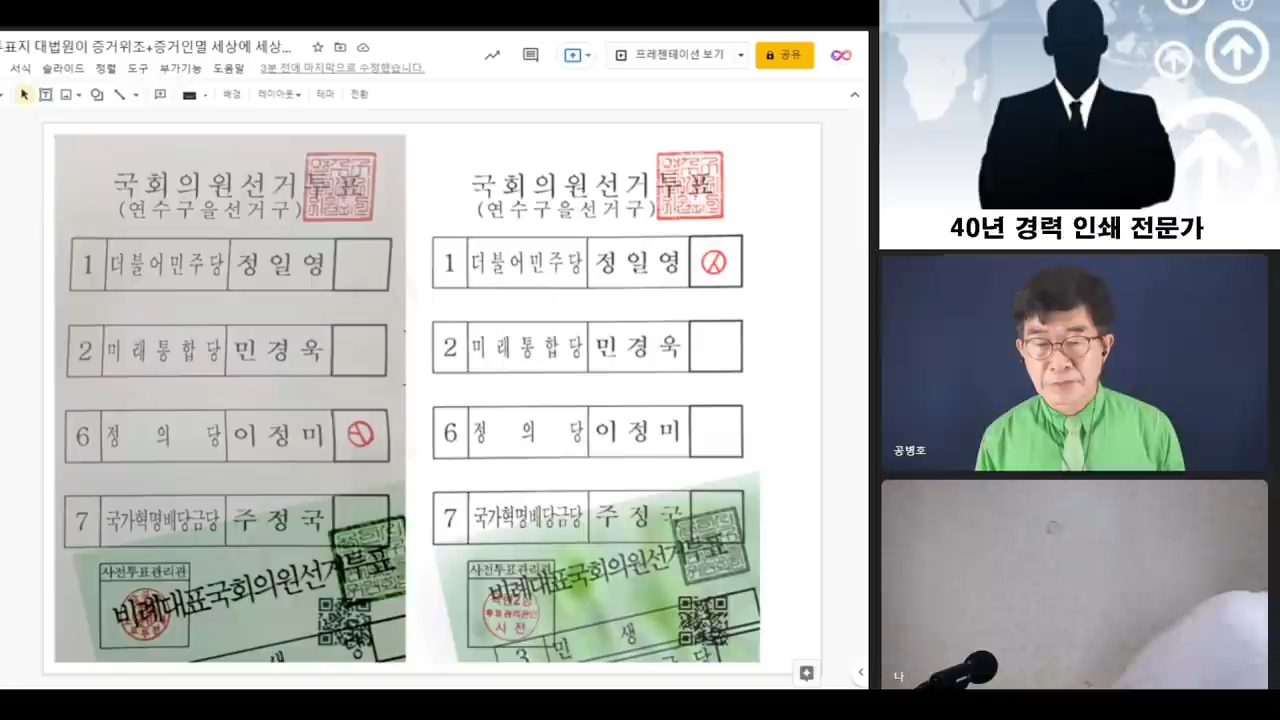 투표지 대법원이 증거위조+증거인멸 세상에 세상...
서식 슬라이드 정렬 도구 부가기능 도움말 3분 전에 마지막으로 수정했습니다.
프레젠테이션 보기
공유
배경 레이아웃 테마 전환
국회의원선거투표
(연수구을선거구)
1 더불어민주당 정일영
2 미래통합당 민경욱
6 정의당 이정미
7 국가혁명배당금당 주정국
사전투표관리관
비례대표국회의원선거투표
생
국회의원선거투표
(연수구을선거구)
1 더불어민주당 정일영
2 미래통합당 민경욱
6 정의당 이정미
7 국가혁명배당금당 주정국
사전투표관리관
비례대표국회의원선거투표
투표관리관인
사전
3 민생
당
40년 경력 인쇄 전문가
공병호
나